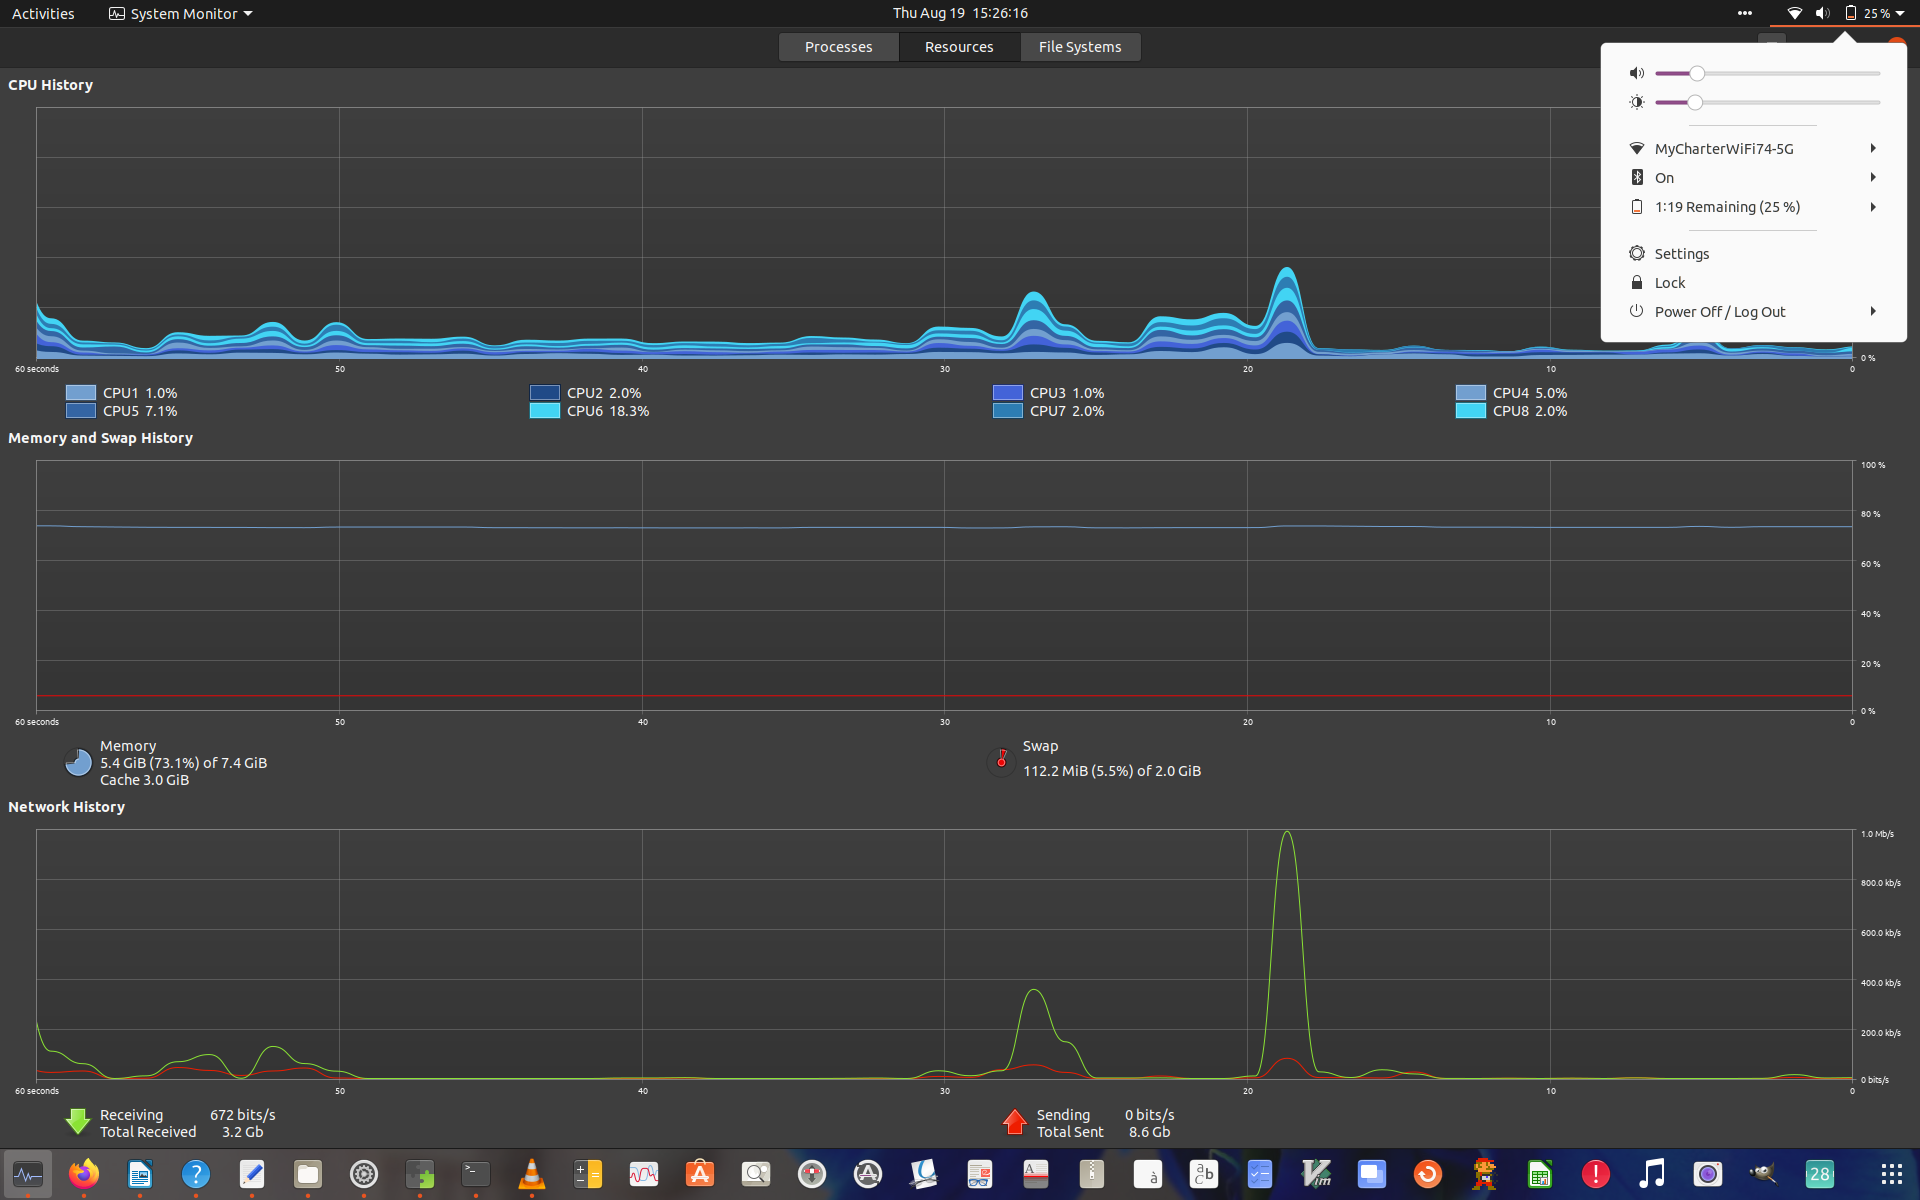 Activities
System Monitor
Thu Aug 19 15:26:16
25 %
Processes
Resources
File Systems
CPU History
MyCharterWiFi74-5G
On
1:19 Remaining (25 %)
Settings
Lock
Power Off / Log Out
0 %
60 seconds 50 40 30 20 10 0
CPU1 1.0% CPU2 2.0% CPU3 1.0% CPU4 5.0%
CPU5 7.1% CPU6 18.3% CPU7 2.0% CPU8 2.0%
Memory and Swap History
100 %
80 %
60 %
40 %
20 %
0 %
60 seconds 50 40 30 20 10 0
Memory
5.4 GiB (73.1%) of 7.4 GiB
Cache 3.0 GiB
Swap
112.2 MiB (5.5%) of 2.0 GiB
Network History
1.0 Mb/s
800.0 kb/s
600.0 kb/s
400.0 kb/s
200.0 kb/s
0 bits/s
60 seconds 50 40 30 20 10 0
Receiving 672 bits/s
Total Received 3.2 Gb
Sending 0 bits/s
Total Sent 8.6 Gb
?
>_
A
à
a b c
Vim
28